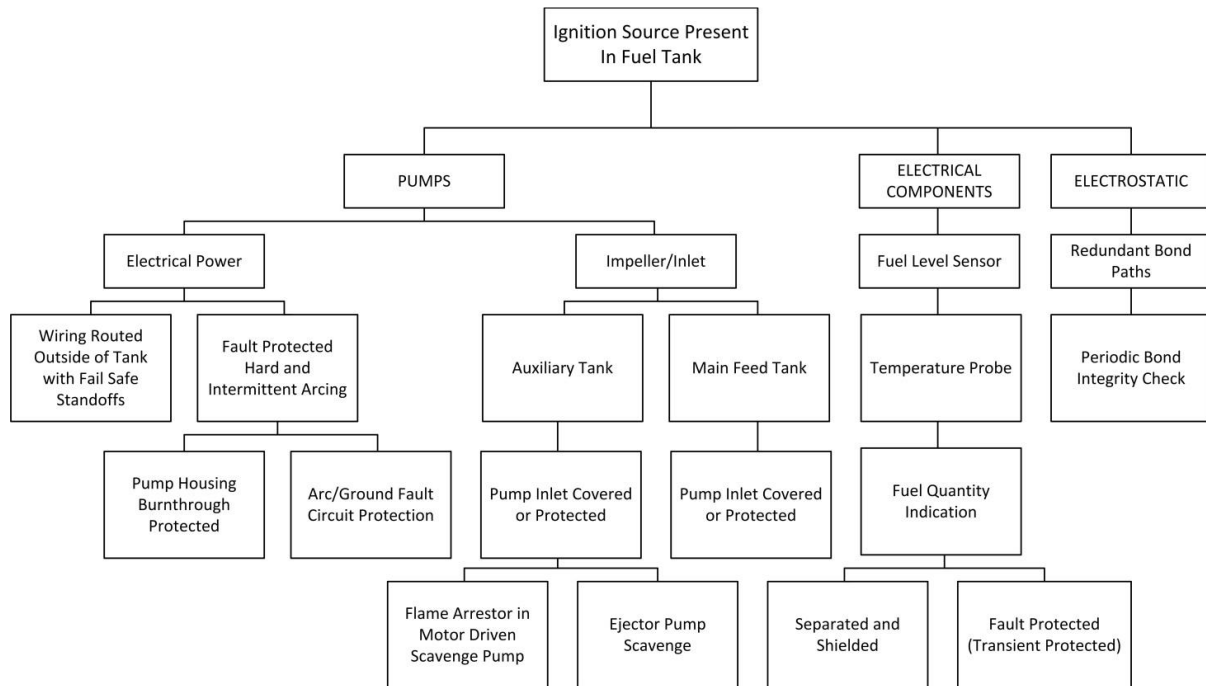 Ignition Source Present
In Fuel Tank
PUMPS
ELECTRICAL
COMPONENTS
ELECTROSTATIC
Electrical Power
Impeller/Inlet
Fuel Level Sensor
Redundant Bond
Paths
Wiring Routed
Outside of Tank
with Fail Safe
Standoffs
Fault Protected
Hard and
Intermittent Arcing
Auxiliary Tank
Main Feed Tank
Temperature Probe
Periodic Bond
Integrity Check
Pump Housing
Burnthrough
Protected
Arc/Ground Fault
Circuit Protection
Pump Inlet Covered
or Protected
Pump Inlet Covered
or Protected
Fuel Quantity
Indication
Flame Arrestor in
Motor Driven
Scavenge Pump
Ejector Pump
Scavenge
Separated and
Shielded
Fault Protected
(Transient Protected)